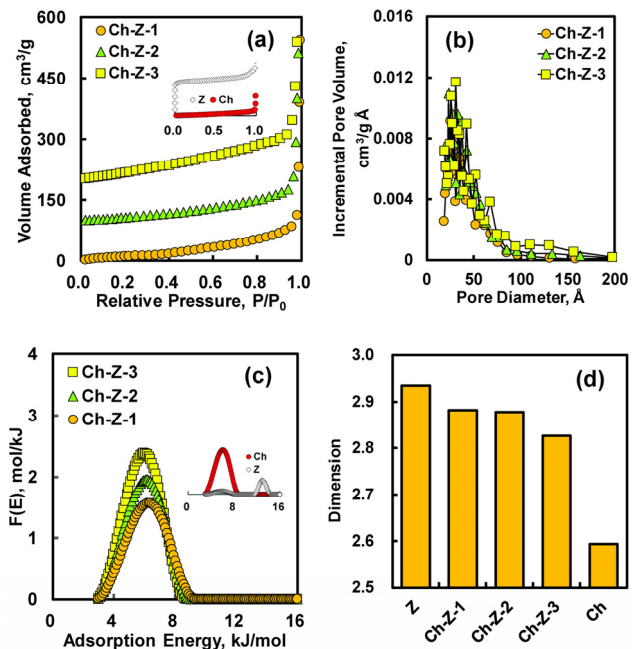 (a)
Ch-Z-1
Ch-Z-2
Ch-Z-3
Z Ch
0.0 0.5 1.0
600
450
300
150
0
Volume Adsorbed, cm³/g
0.0 0.2 0.4 0.6 0.8 1.0
Relative Pressure, P/P₀
(b)
Ch-Z-1
Ch-Z-2
Ch-Z-3
0.016
0.012
0.008
0.004
0
Incremental Pore Volume,
cm³/g Å
0 50 100 150 200
Pore Diameter, Å
(c)
Ch-Z-3
Ch-Z-2
Ch-Z-1
Ch
Z
0 8 16
4
3
2
1
0
F(E), mol/kJ
4 8 12 16
Adsorption Energy, kJ/mol
(d)
3.0
2.9
2.8
2.7
2.6
2.5
Dimension
Z Ch-Z-1 Ch-Z-2 Ch-Z-3 Ch